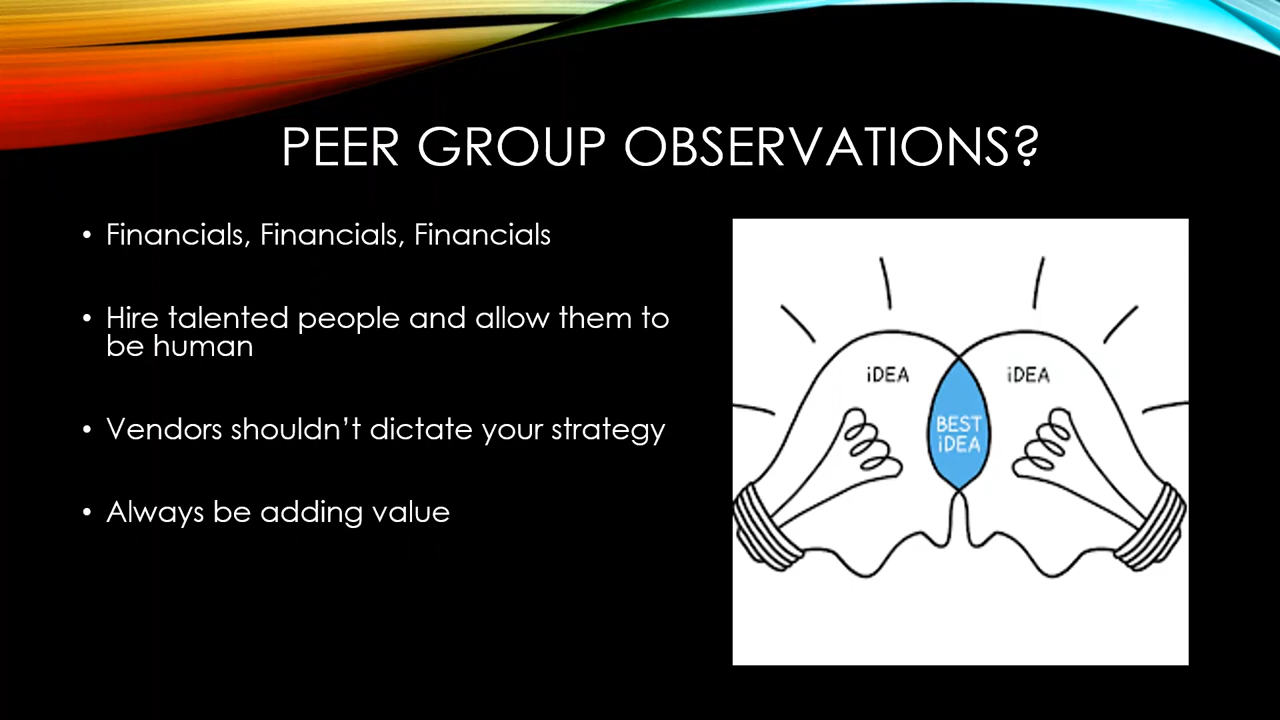 PEER GROUP OBSERVATIONS?
• Financials, Financials, Financials
• Hire talented people and allow them to
be human
• Vendors shouldn’t dictate your strategy
• Always be adding value
iDEA
iDEA
BEST
iDEA